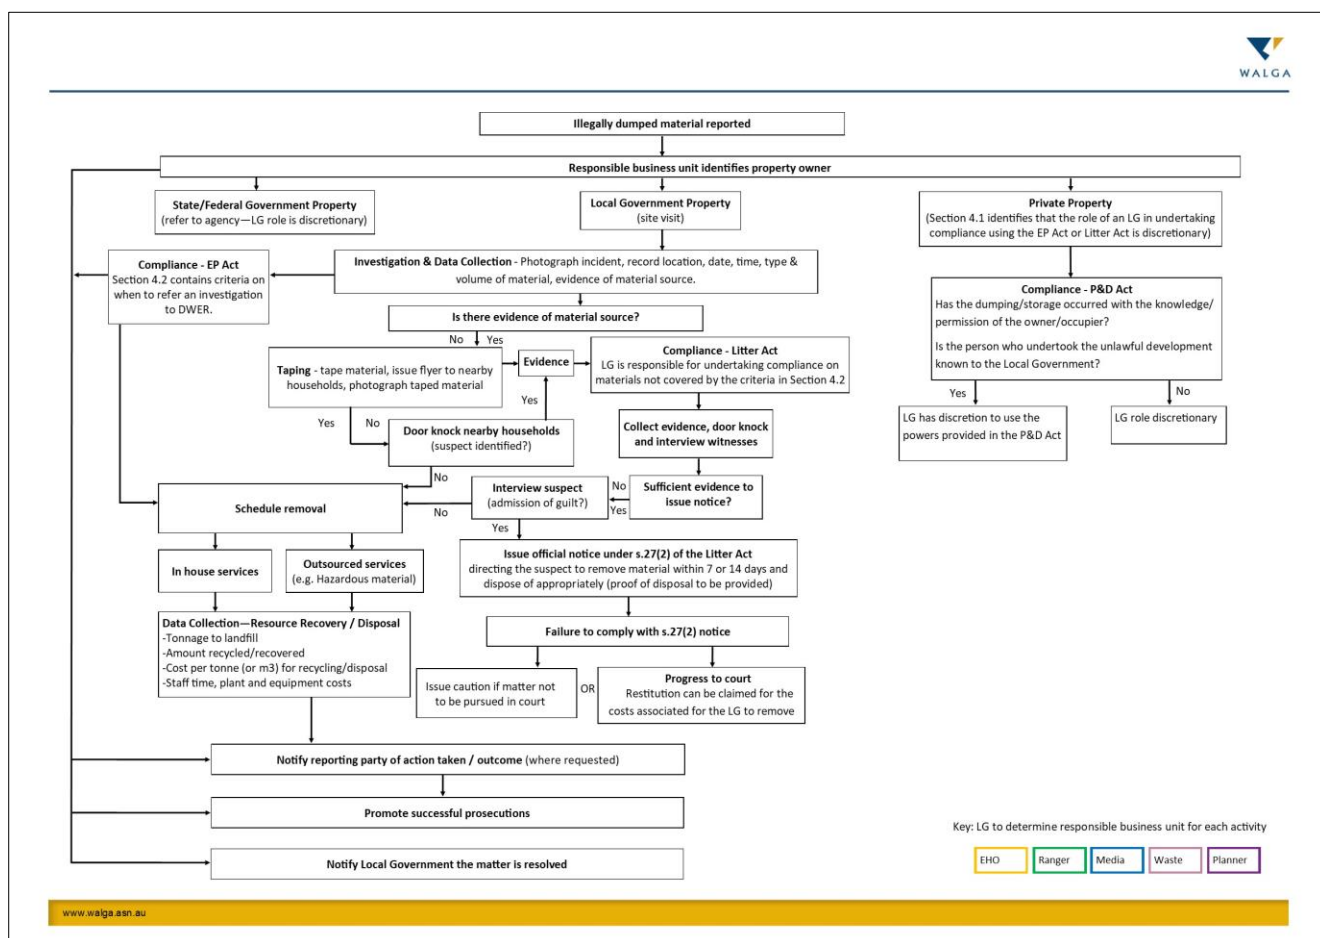 WALGA
Illegally dumped material reported
Responsible business unit identifies property owner
State/Federal Government Property
(refer to agency—LG role is discretionary)
Local Government Property
(site visit)
Private Property
(Section 4.1 identifies that the role of an LG in undertaking
compliance using the EP Act or Litter Act is discretionary)
Compliance - EP Act
Section 4.2 contains criteria on
when to refer an investigation
to DWER.
Investigation & Data Collection - Photograph incident, record location, date, time, type &
volume of material, evidence of material source.
Compliance - P&D Act
Has the dumping/storage occurred with the knowledge/
permission of the owner/occupier?
Is the person who undertook the unlawful development
known to the Local Government?
Is there evidence of material source?
No
Yes
Taping - tape material, issue flyer to nearby
households, photograph taped material
Evidence
Compliance - Litter Act
LG is responsible for undertaking compliance on
materials not covered by the criteria in Section 4.2
Yes
No
Yes
Yes
No
LG has discretion to use the
powers provided in the P&D Act
LG role discretionary
Door knock nearby households
(suspect identified?)
Collect evidence, door knock
and interview witnesses
No
Schedule removal
Interview suspect
(admission of guilt?)
No
Yes
Sufficient evidence to
issue notice?
No
Yes
In house services
Outsourced services
(e.g. Hazardous material)
Issue official notice under s.27(2) of the Litter Act
directing the suspect to remove material within 7 or 14 days and
dispose of appropriately (proof of disposal to be provided)
Data Collection—Resource Recovery / Disposal
-Tonnage to landfill
-Amount recycled/recovered
-Cost per tonne (or m3) for recycling/disposal
-Staff time, plant and equipment costs
Failure to comply with s.27(2) notice
Issue caution if matter not
to be pursued in court
OR
Progress to court
Restitution can be claimed for the
costs associated for the LG to remove
Notify reporting party of action taken / outcome (where requested)
Promote successful prosecutions
Notify Local Government the matter is resolved
Key: LG to determine responsible business unit for each activity
EHO
Ranger
Media
Waste
Planner
www.walga.asn.au